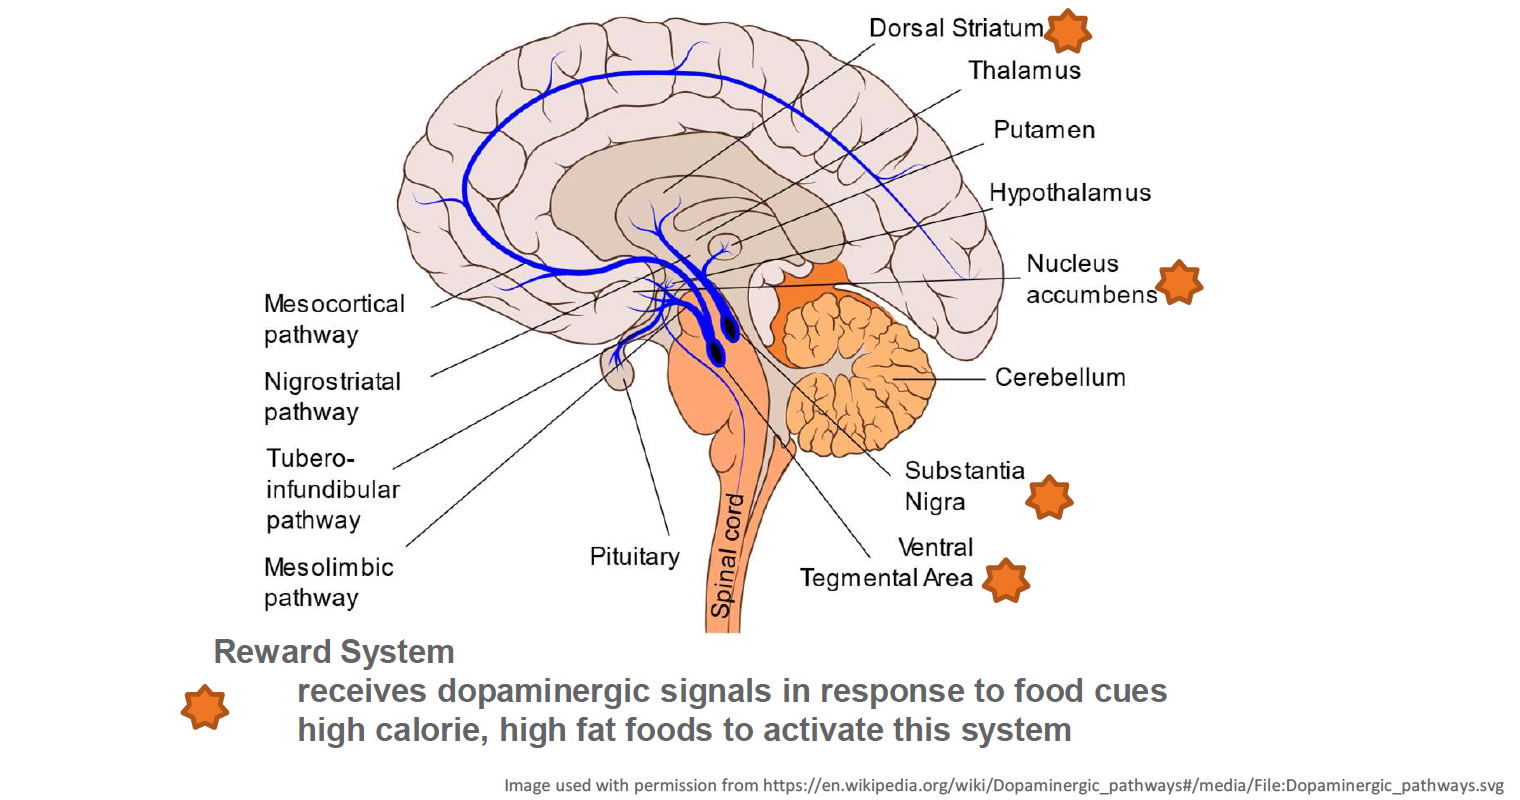 Dorsal Striatum
Thalamus
Putamen
Hypothalamus
Nucleus
accumbens
Mesocortical
pathway
Nigrostriatal
pathway
Cerebellum
Tubero-
infundibular
pathway
Substantia
Nigra
Mesolimbic
pathway
Pituitary
Spinal cord
Ventral
Tegmental Area
Reward System
receives dopaminergic signals in response to food cues
high calorie, high fat foods to activate this system
Image used with permission from https://en.wikipedia.org/wiki/Dopaminergic_pathways#/media/File:Dopaminergic_pathways.svg